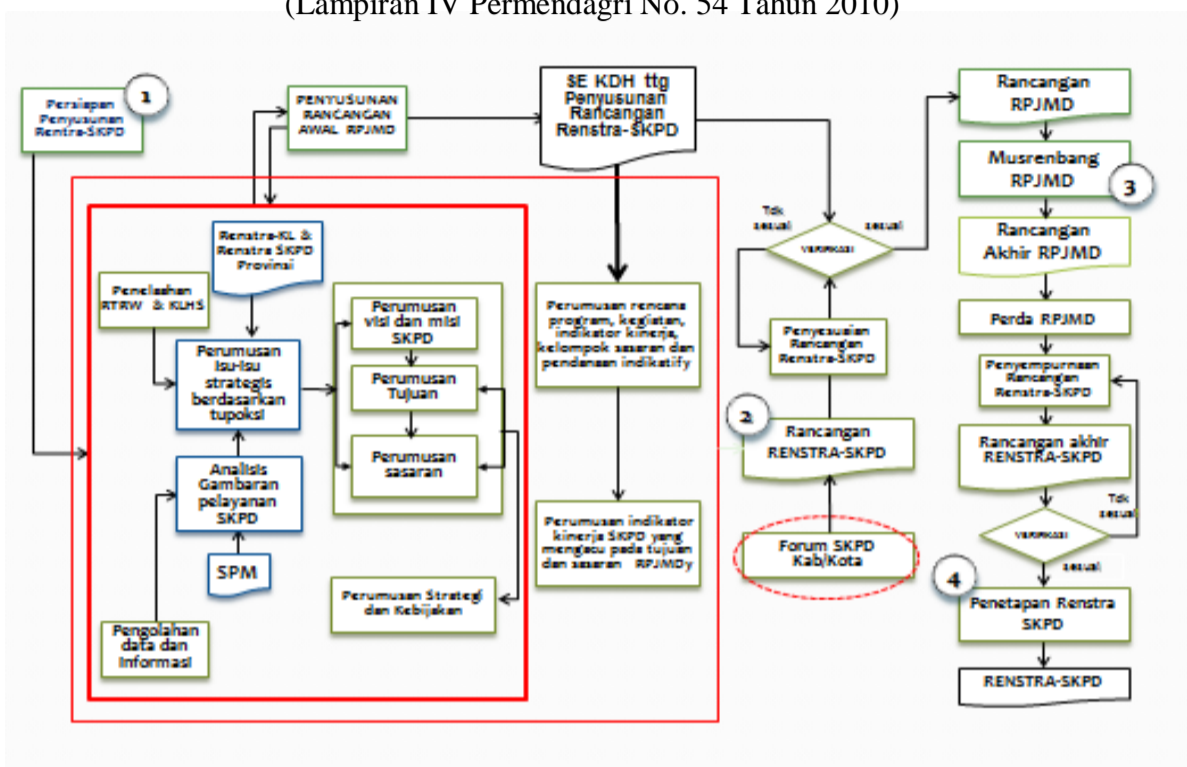 (Lampiran IV Permendagri No. 54 Tahun 2010)
1
Persiapan
Penyusunan
Rentra-SKPD
PENYUSUNAN
RANCANGAN
AWAL RPJMD
SE KDH ttg
Penyusunan
Rancangan
Renstra-SKPD
Rancangan
RPJMD
Musrenbang
RPJMD
3
Rancangan
Akhir RPJMD
Perda RPJMD
Penyempurnaan
Rancangan
Renstra-SKPD
Rancangan akhir
RENSTRA-SKPD
Tdk
sesuai
VERIFIKASI
sesuai
4
Penetapan Renstra
SKPD
RENSTRA-SKPD
Renstra-KL &
Renstra SKPD
Provinsi
Penelaahan
RTRW & KLHS
Perumusan
Isu-isu
strategis
berdasarkan
tupoksi
Analisis
Gambaran
pelayanan
SKPD
SPM
Pengolahan
data dan
informasi
Perumusan
visi dan misi
SKPD
Perumusan
Tujuan
Perumusan
sasaran
Perumusan Strategi
dan Kebijakan
Perumusan rencana
program, kegiatan,
indikator kinerja,
kelompok sasaran dan
pendanaan indikatify
Perumusan indikator
kinerja SKPD yang
mengacu pada tujuan
dan sasaran RPJMDy
Tdk
sesuai
sesuai
VERIFIKASI
Penyesuaian
Rancangan
Renstra-SKPD
2
Rancangan
RENSTRA-SKPD
Forum SKPD
Kab/Kota